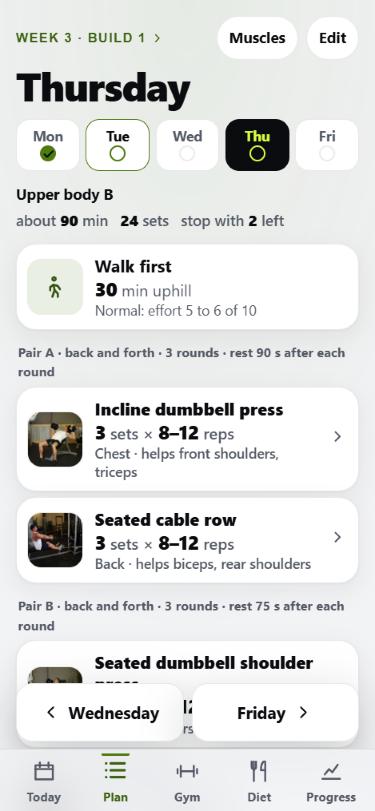 WEEK 3 · BUILD 1 >
Muscles
Edit
Thursday
Mon
Tue
Wed
Thu
Fri
Upper body B
about 90 min 24 sets stop with 2 left
Walk first
30 min uphill
Normal: effort 5 to 6 of 10
Pair A · back and forth · 3 rounds · rest 90 s after each
round
Incline dumbbell press
3 sets × 8–12 reps
Chest · helps front shoulders,
triceps
Seated cable row
3 sets × 8–12 reps
Back · helps biceps, rear shoulders
Pair B · back and forth · 3 rounds · rest 75 s after each
round
Seated dumbbell shoulder
Wednesday
Friday
Today
Plan
Gym
Diet
Progress